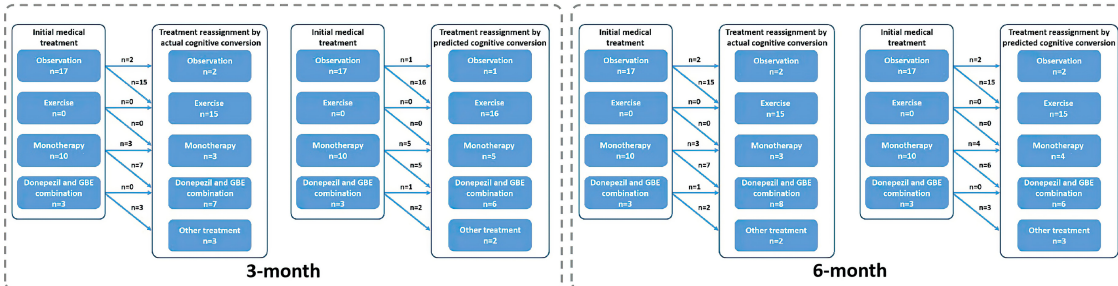 Initial medical
treatment
Observation
n=17
Exercise
n=0
Monotherapy
n=10
Donepezil and GBE
combination
n=3
n=2
n=15
n=0
n=0
n=3
n=7
n=0
n=3
Treatment reassignment by
actual cognitive conversion
Observation
n=2
Exercise
n=15
Monotherapy
n=3
Donepezil and GBE
combination
n=7
Other treatment
n=3
Initial medical
treatment
Observation
n=17
Exercise
n=0
Monotherapy
n=10
Donepezil and GBE
combination
n=3
n=1
n=16
n=0
n=0
n=5
n=5
n=1
n=2
Treatment reassignment by
predicted cognitive conversion
Observation
n=1
Exercise
n=16
Monotherapy
n=5
Donepezil and GBE
combination
n=6
Other treatment
n=2
3-month
Initial medical
treatment
Observation
n=17
Exercise
n=0
Monotherapy
n=10
Donepezil and GBE
combination
n=3
n=2
n=15
n=0
n=0
n=3
n=7
n=1
n=2
Treatment reassignment by
actual cognitive conversion
Observation
n=2
Exercise
n=15
Monotherapy
n=3
Donepezil and GBE
combination
n=8
Other treatment
n=2
Initial medical
treatment
Observation
n=17
Exercise
n=0
Monotherapy
n=10
Donepezil and GBE
combination
n=3
n=2
n=15
n=0
n=0
n=4
n=6
n=0
n=3
Treatment reassignment by
predicted cognitive conversion
Observation
n=2
Exercise
n=15
Monotherapy
n=4
Donepezil and GBE
combination
n=6
Other treatment
n=3
6-month